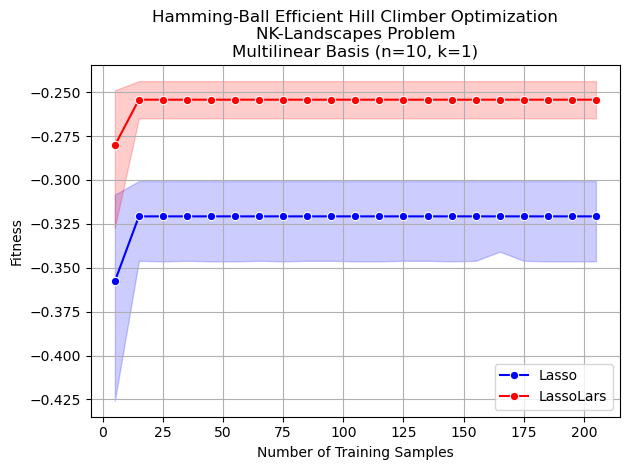 Hamming-Ball Efficient Hill Climber Optimization
NK-Landscapes Problem
Multilinear Basis (n=10, k=1)
Fitness
−0.250
−0.275
−0.300
−0.325
−0.350
−0.375
−0.400
−0.425
Lasso
LassoLars
0 25 50 75 100 125 150 175 200
Number of Training Samples